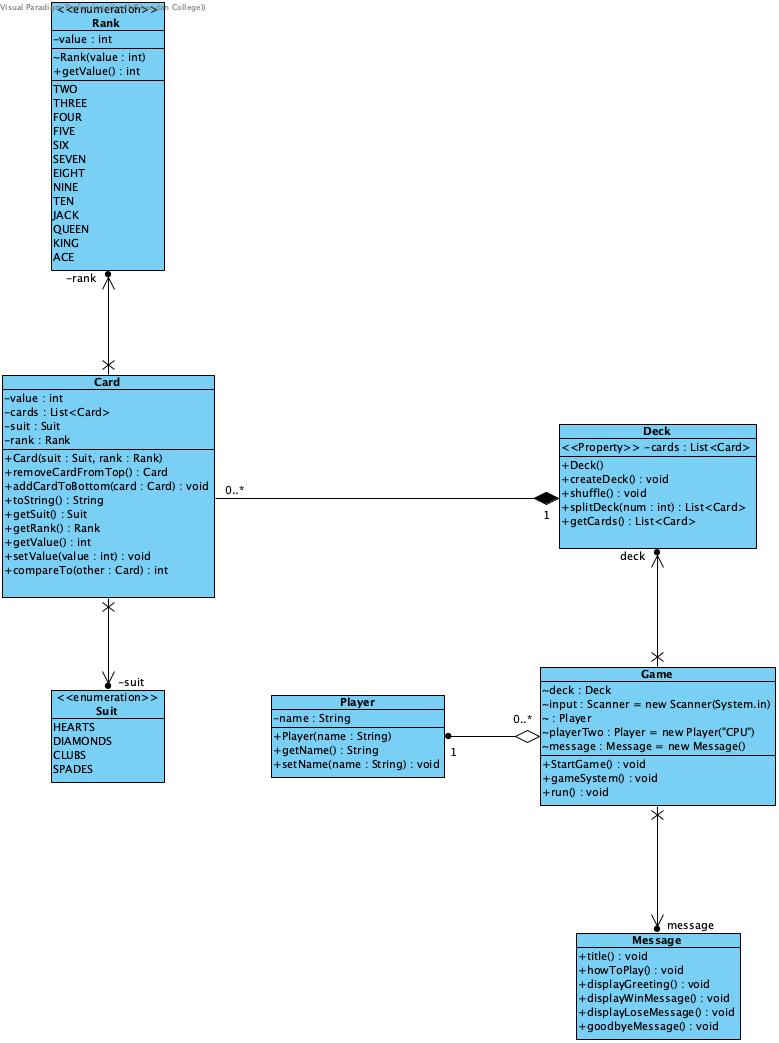 Visual Paradigm
Sheridan College))
<<enumeration>>
Rank
-value : int
~Rank(value : int)
+getValue() : int
TWO
THREE
FOUR
FIVE
SIX
SEVEN
EIGHT
NINE
TEN
JACK
QUEEN
KING
ACE
-rank
Card
-value : int
-cards : List<Card>
-suit : Suit
-rank : Rank
+Card(suit : Suit, rank : Rank)
+removeCardFromTop() : Card
+addCardToBottom(card : Card) : void
+toString() : String
+getSuit() : Suit
+getRank() : Rank
+getValue() : int
+setValue(value : int) : void
+compareTo(other : Card) : int
0..*
1
Deck
<<Property>> -cards : List<Card>
+Deck()
+createDeck() : void
+shuffle() : void
+splitDeck(num : int) : List<Card>
+getCards() : List<Card>
deck
-suit
<<enumeration>>
Suit
HEARTS
DIAMONDS
CLUBS
SPADES
Player
-name : String
+Player(name : String)
+getName() : String
+setName(name : String) : void
1
0..*
Game
~deck : Deck
~input : Scanner = new Scanner(System.in)
~ : Player
~playerTwo : Player = new Player("CPU")
~message : Message = new Message()
+StartGame() : void
+gameSystem() : void
+run() : void
message
Message
+title() : void
+howToPlay() : void
+displayGreeting() : void
+displayWinMessage() : void
+displayLoseMessage() : void
+goodbyeMessage() : void